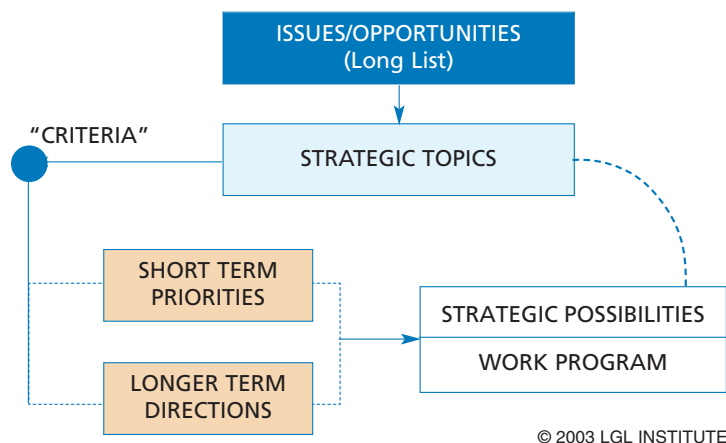 ISSUES/OPPORTUNITIES
(Long List)
“CRITERIA”
STRATEGIC TOPICS
SHORT TERM
PRIORITIES
STRATEGIC POSSIBILITIES
WORK PROGRAM
LONGER TERM
DIRECTIONS
© 2003 LGL INSTITUTE